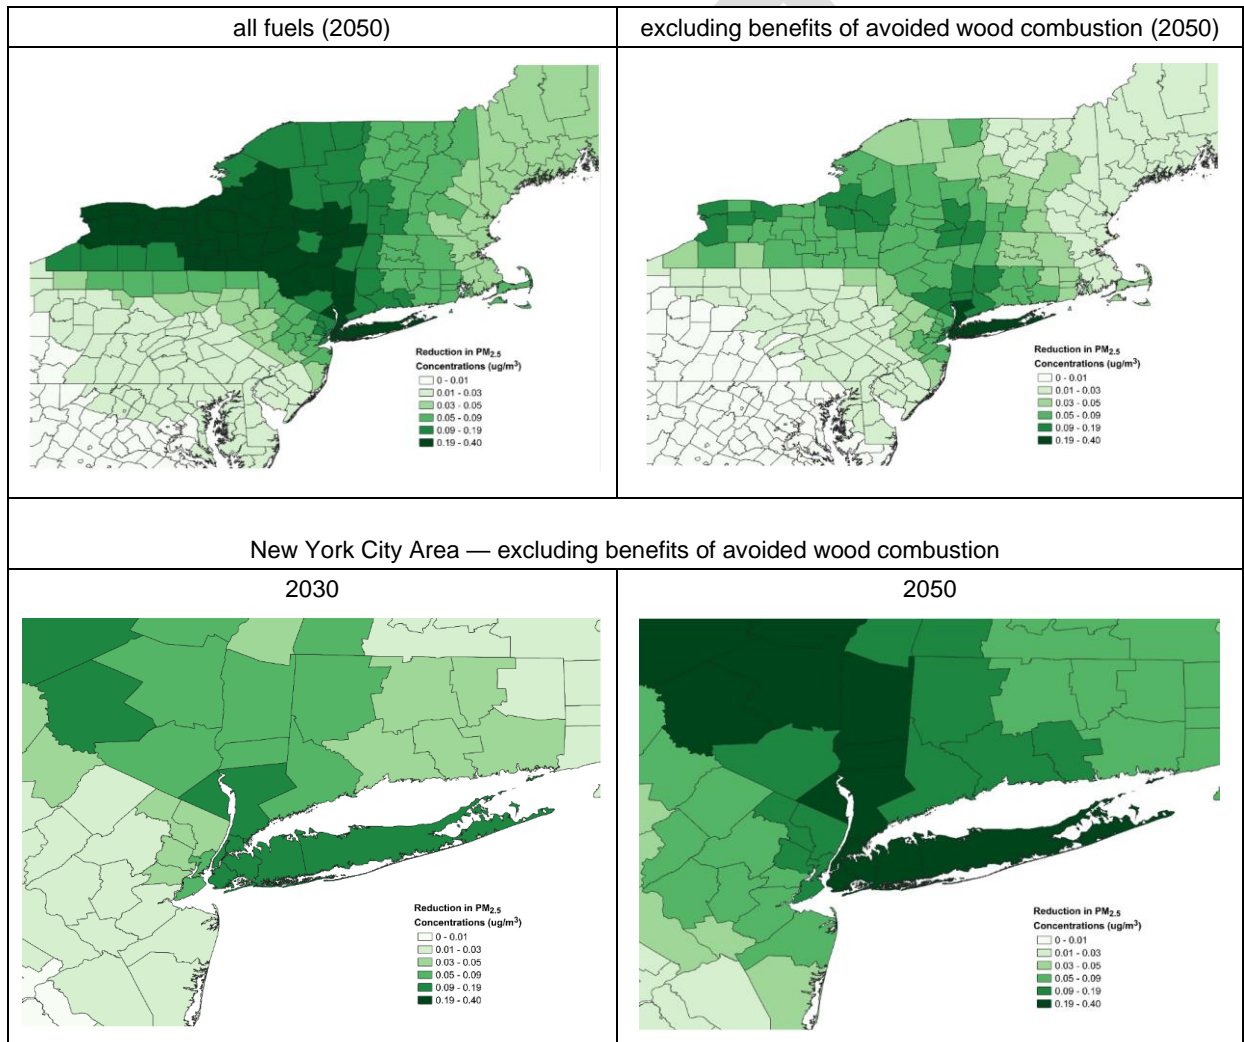 all fuels (2050)
excluding benefits of avoided wood combustion (2050)
Reduction in PM2.5
Concentrations (ug/m3)
0 - 0.01
0.01 - 0.03
0.03 - 0.05
0.05 - 0.09
0.09 - 0.19
0.19 - 0.40
Reduction in PM2.5
Concentrations (ug/m3)
0 - 0.01
0.01 - 0.03
0.03 - 0.05
0.05 - 0.09
0.09 - 0.19
0.19 - 0.40
New York City Area — excluding benefits of avoided wood combustion
2030
2050
Reduction in PM2.5
Concentrations (ug/m3)
0 - 0.01
0.01 - 0.03
0.03 - 0.05
0.05 - 0.09
0.09 - 0.19
0.19 - 0.40
Reduction in PM2.5
Concentrations (ug/m3)
0 - 0.01
0.01 - 0.03
0.03 - 0.05
0.05 - 0.09
0.09 - 0.19
0.19 - 0.40